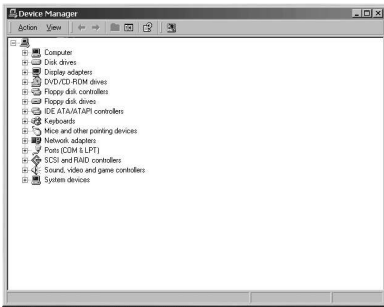 Device Manager
Action View
Computer
Disk drives
Display adapters
DVD/CD-ROM drives
Floppy disk controllers
Floppy disk drives
IDE ATA/ATAPI controllers
Keyboards
Mice and other pointing devices
Network adapters
Ports (COM & LPT)
SCSI and RAID controllers
Sound, video and game controllers
System devices